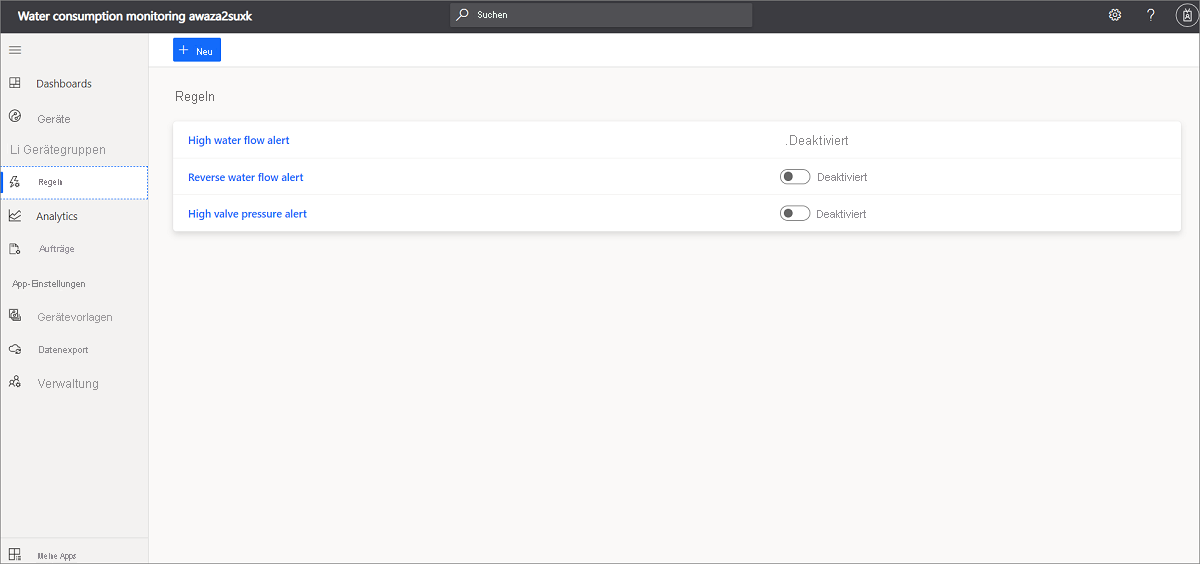 Water consumption monitoring awaza2suxk
Suchen
?
Neu
Dashboards
Geräte
Li Gerätegruppen
Regeln
Analytics
Aufträge
App-Einstellungen
Gerätevorlagen
Datenexport
Verwaltung
Meine Apps
Regeln
High water flow alert
.Deaktiviert
Reverse water flow alert
Deaktiviert
High valve pressure alert
Deaktiviert